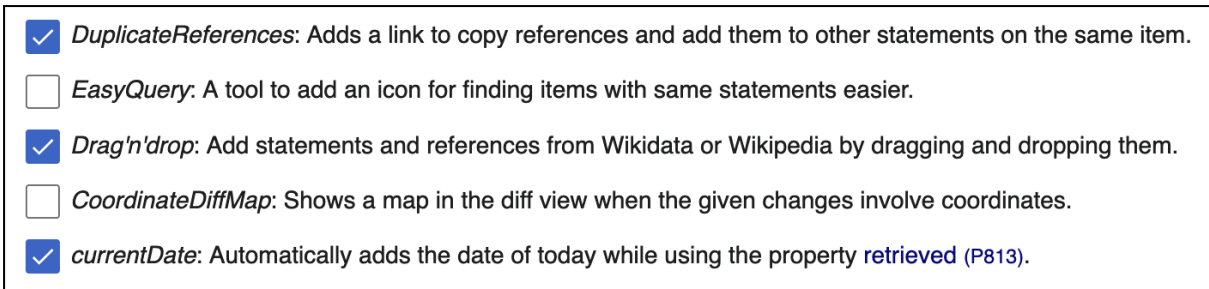 DuplicateReferences: Adds a link to copy references and add them to other statements on the same item.
EasyQuery: A tool to add an icon for finding items with same statements easier.
Drag'n'drop: Add statements and references from Wikidata or Wikipedia by dragging and dropping them.
CoordinateDiffMap: Shows a map in the diff view when the given changes involve coordinates.
currentDate: Automatically adds the date of today while using the property retrieved (P813).